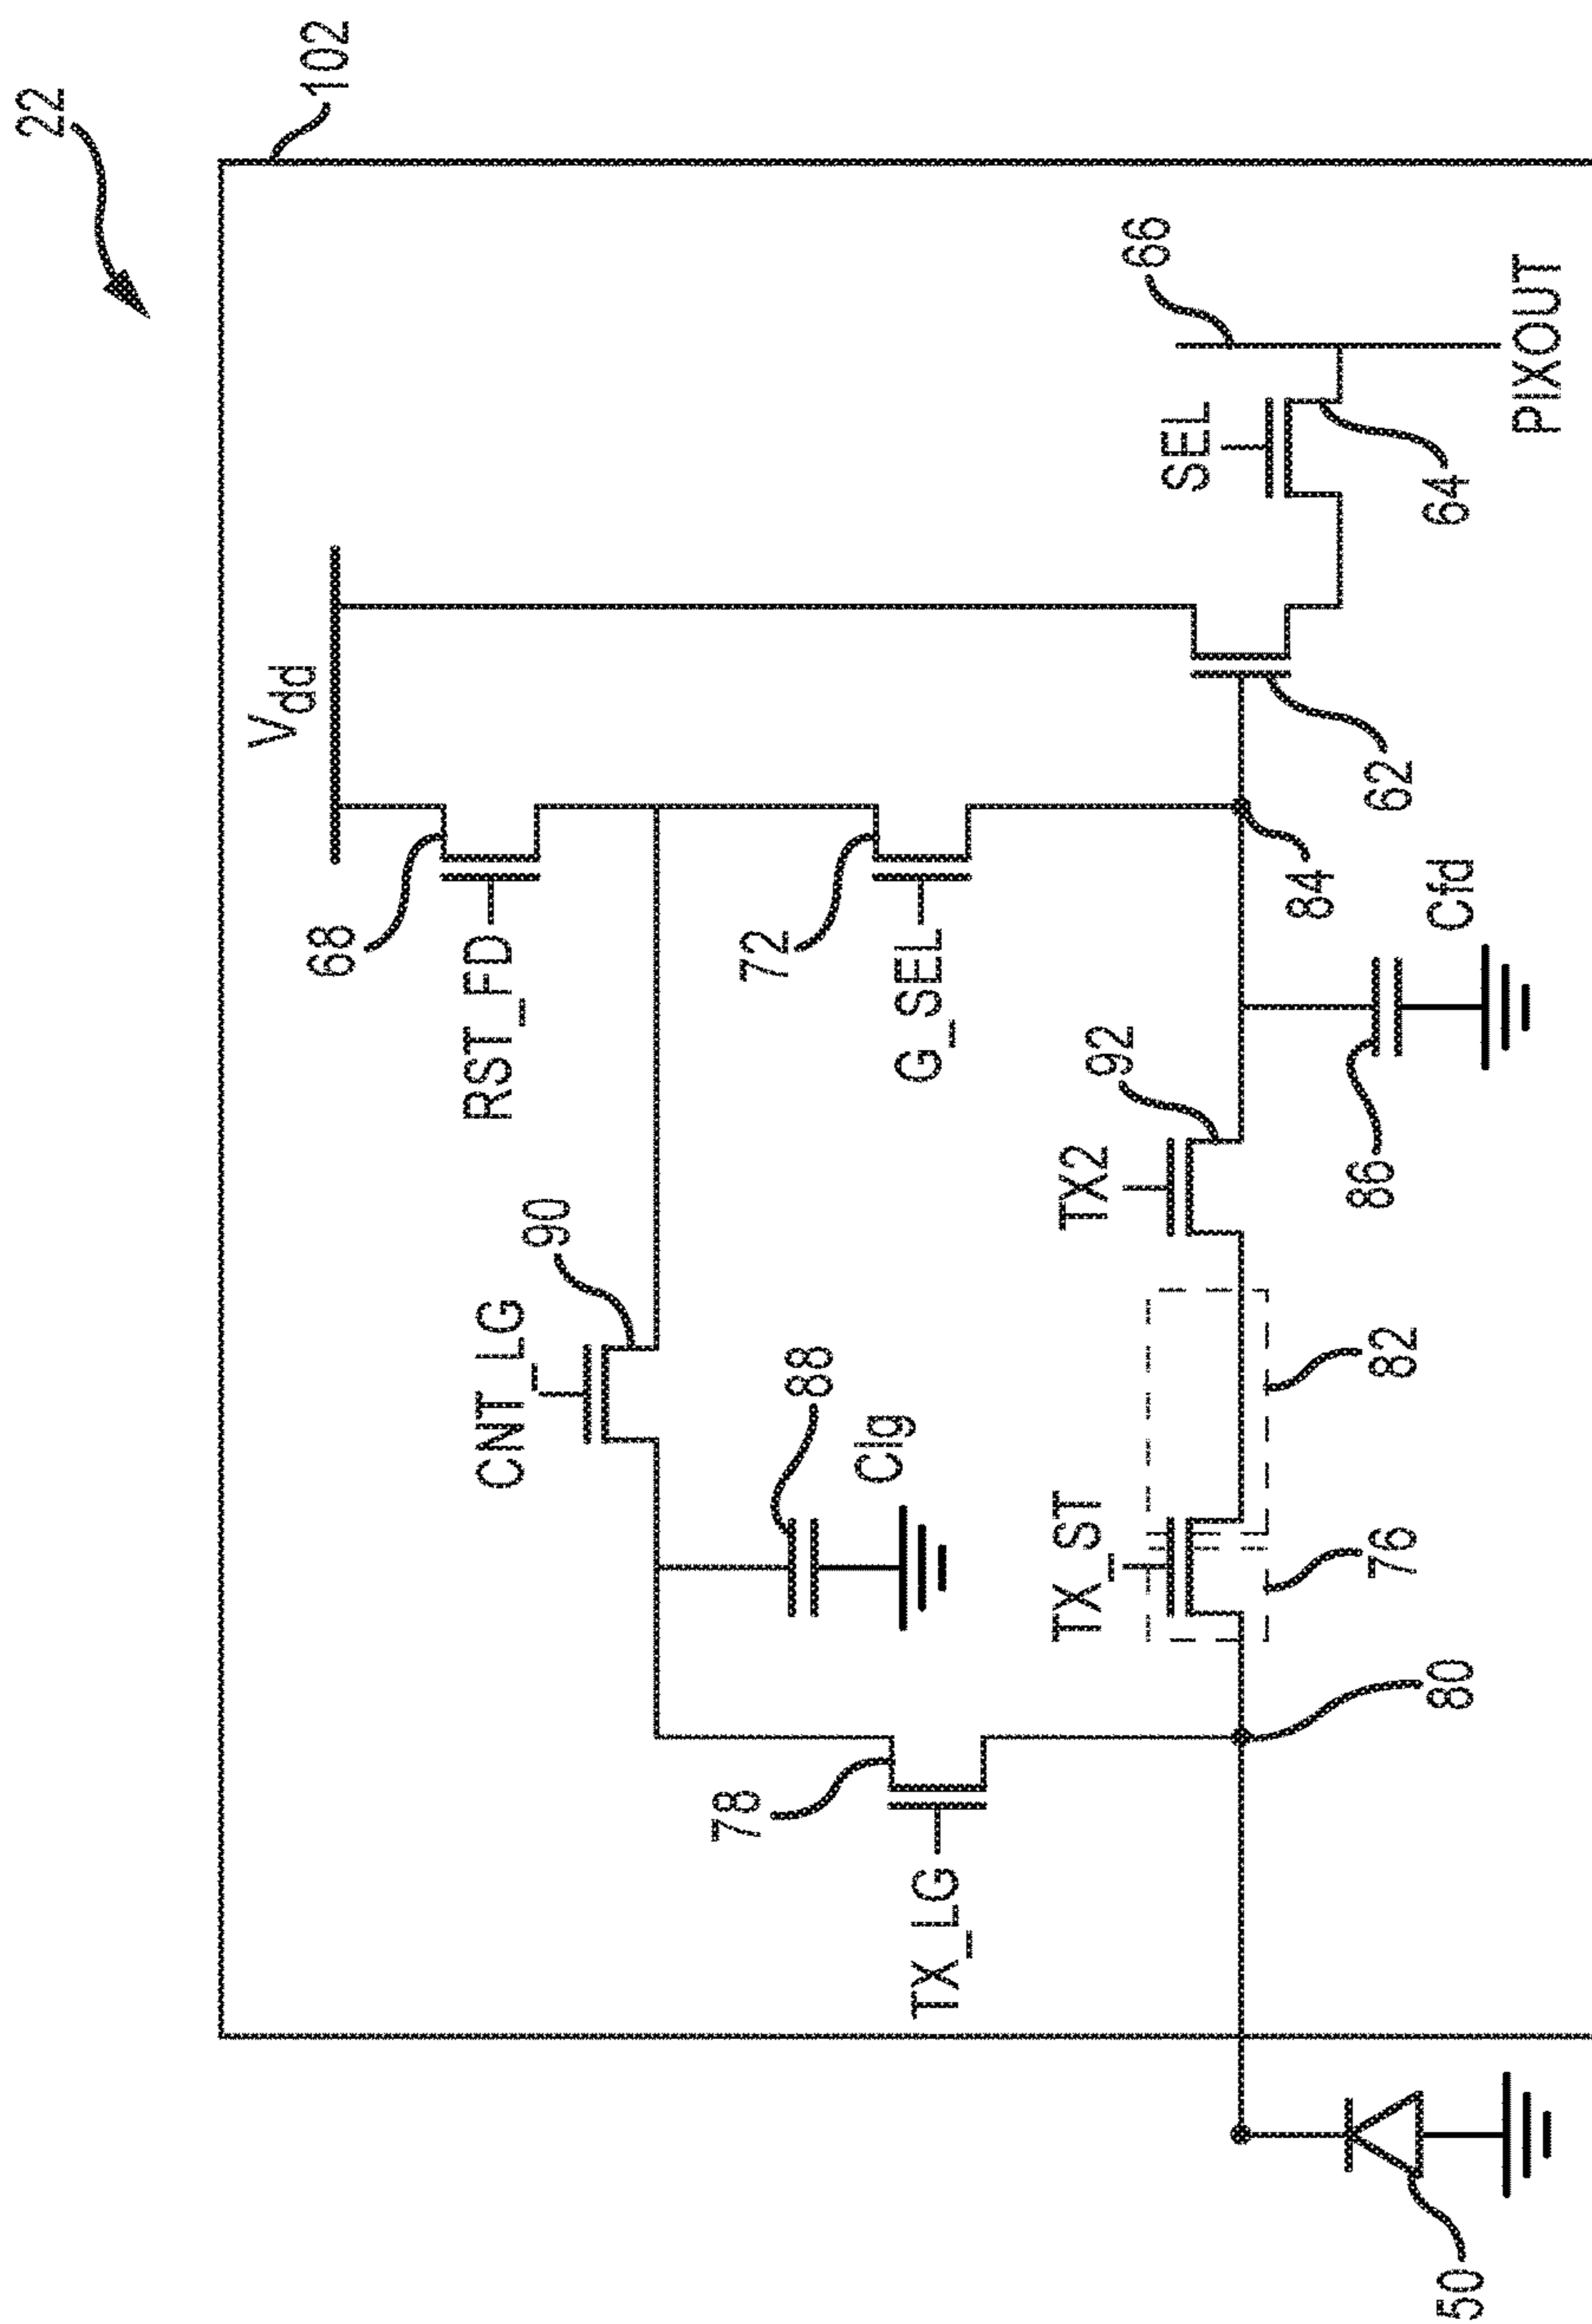 22
102
Vdd
68
RST_FD
CNT_LG
90
72
G_SEL
88
Clg
78
TX_LG
66
SEL
PIXOUT
64
62
84
Cfd
86
92
TX2
TX_ST
82
76
80
50